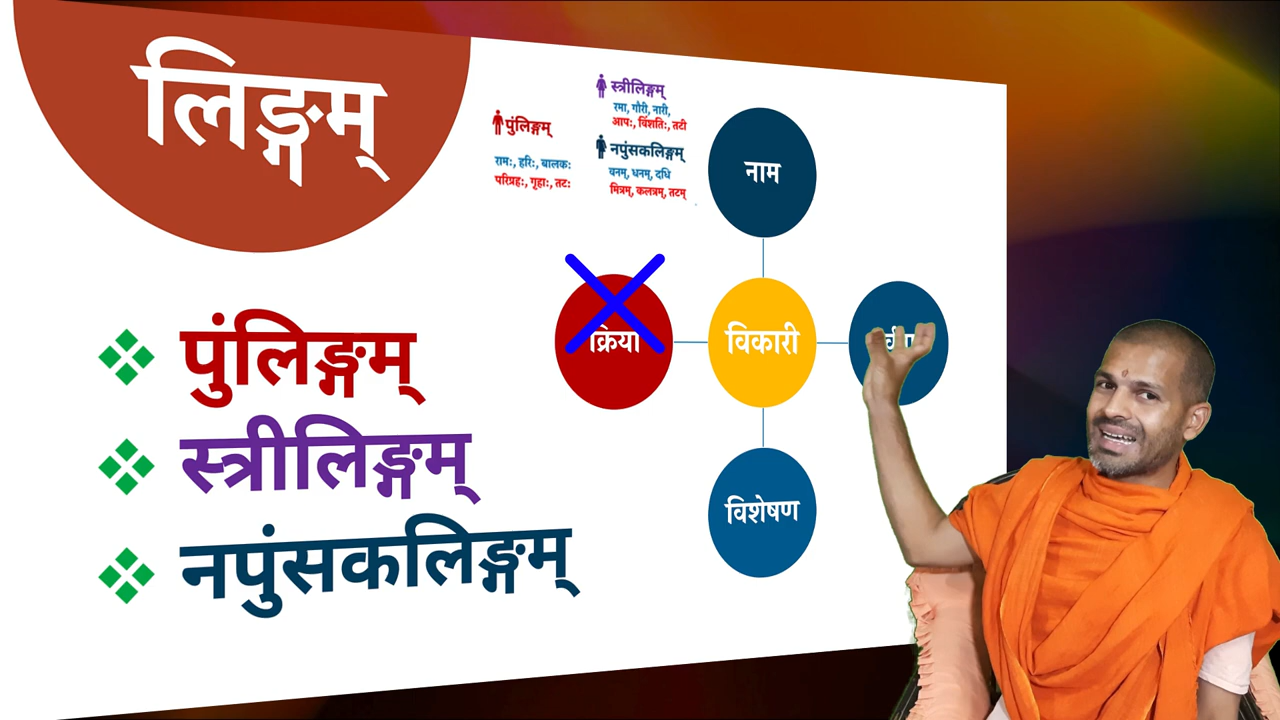 लिङ्गम्
पुंलिङ्गम्
रामः, हरिः, बालकः
परिग्रहः, गृहाः, तटः
स्त्रीलिङ्गम्
रमा, गौरी, नारी,
आपः, विंशतिः, तटी
नपुंसकलिङ्गम्
वनम्, धनम्, दधि
मित्रम्, कलत्रम्, तटम्
नाम
क्रिया
विकारी
विशेषण
पुंलिङ्गम्
स्त्रीलिङ्गम्
नपुंसकलिङ्गम्